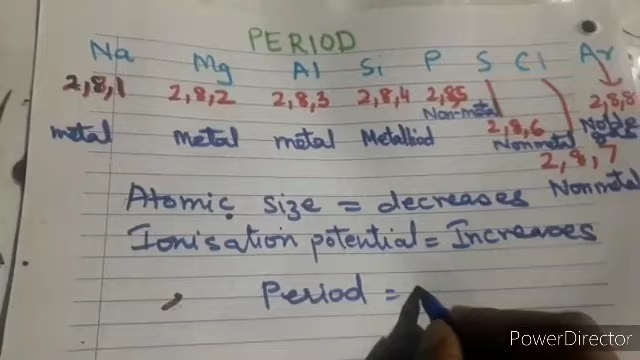 PERIOD
Na Mg Al Si P S Cl Ar
2,8,1 2,8,2 2,8,3 2,8,4 2,8,5 2,8,8
Non-metal
2,8,6 Noble
metal metal metal Metalliod Nonmetal gas
2, 8, 7
Nonmetal
Atomic size = decreases
Ionisation potential = Increases
Period =
PowerDirector